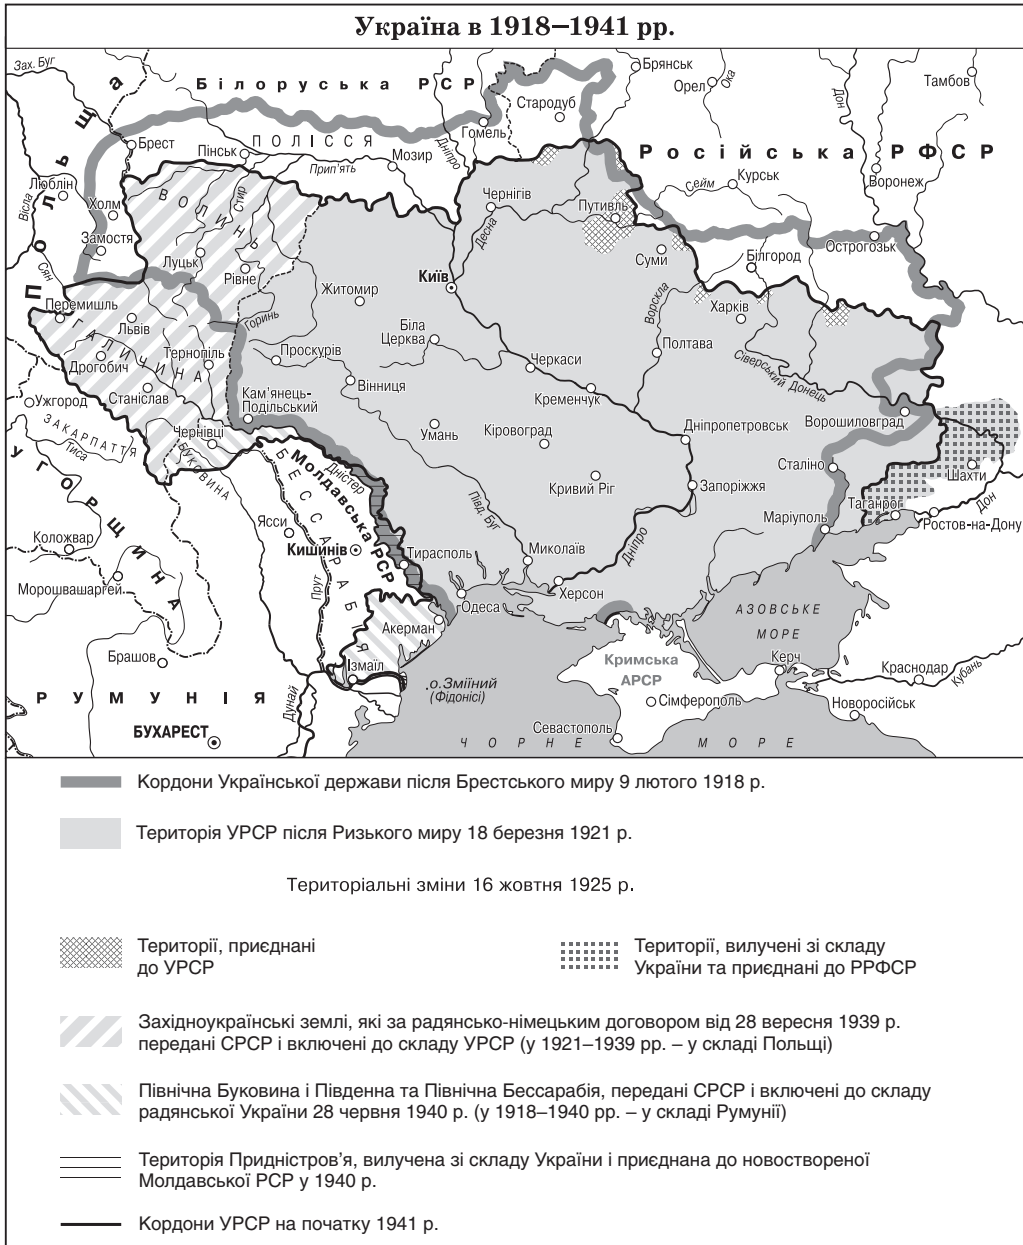 Україна в 1918–1941 рр.
Зах. Буг
Білоруська РСР
Брянськ
Орел
Ока
Дон
Тамбов
Стародуб
Гомель
Польща
Брест
Пінськ
ПОЛІССЯ
Прип'ять
Мозир
Дніпро
Російська РФСР
Люблін
Вісла
Холм
Замостя
ВОЛИНЬ
Стир
Чернігів
Десна
Путивль
Сейм
Курськ
Воронеж
Луцьк
Рівне
Суми
Білгород
Острогозьк
Сян
Перемишль
Житомир
Київ
Ворскла
Харків
Львів
Горинь
Біла
Церква
ГАЛИЧИНА
Дрогобич
Тернопіль
Проскурів
Черкаси
Полтава
Сіверський Донець
Станіслав
Вінниця
Ужгород
Кам'янець-
Подільський
Кременчук
Ворошиловград
ЗАКАРПАТТЯ
Тиса
Чернівці
БУКОВИНА
Умань
Кіровоград
Дніпропетровськ
УГОРЩИНА
БЕССАРАБІЯ
Молдавська РСР
Дністер
Півд. Буг
Кривий Ріг
Запоріжжя
Сталіно
Шахти
Дон
Таганрог
Ростов-на-Дону
Маріуполь
Коложвар
Ясси
Кишинів
Прут
Тирасполь
Миколаїв
Дніпро
Морошвашаргей
Одеса
Херсон
АЗОВСЬКЕ
МОРЕ
Акерман
Брашов
Ізмаїл
Кримська
АРСР
Керч
Краснодар
Кубань
РУМУНІЯ
Дунай
о. Зміїний
(Фідонісі)
Сімферополь
Новоросійськ
БУХАРЕСТ
Севастополь
ЧОРНЕ МОРЕ
Кордони Української держави після Брестського миру 9 лютого 1918 р.
Територія УРСР після Ризького миру 18 березня 1921 р.
Територіальні зміни 16 жовтня 1925 р.
Території, приєднані
до УРСР
Території, вилучені зі складу
України та приєднані до РРФСР
Західноукраїнські землі, які за радянсько-німецьким договором від 28 вересня 1939 р.
передані СРСР і включені до складу УРСР (у 1921–1939 рр. – у складі Польщі)
Північна Буковина і Південна та Північна Бессарабія, передані СРСР і включені до складу
радянської України 28 червня 1940 р. (у 1918–1940 рр. – у складі Румунії)
Територія Придністров'я, вилучена зі складу України і приєднана до новоствореної
Молдавської РСР у 1940 р.
Кордони УРСР на початку 1941 р.